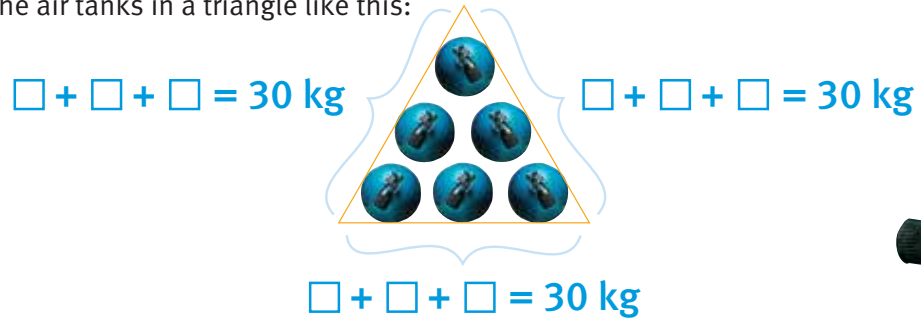 he air tanks in a triangle like this:
□ + □ + □ = 30 kg
□ + □ + □ = 30 kg
□ + □ + □ = 30 kg